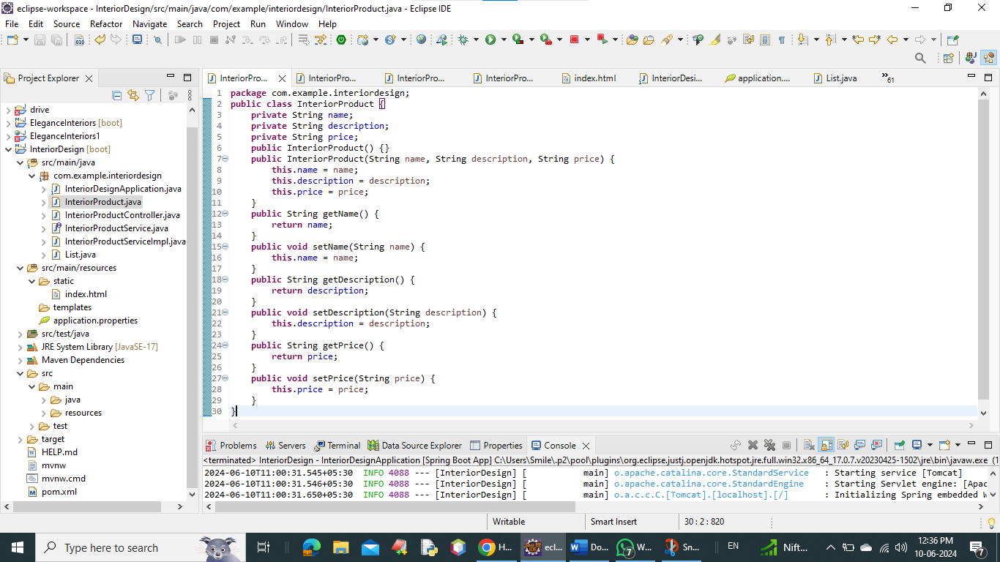 eclipse-workspace - InteriorDesign/src/main/java/com/example/interiordesign/InteriorProduct.java - Eclipse IDE
File Edit Source Refactor Navigate Search Project Run Window Help
Project Explorer
drive
EleganceInteriors [boot]
EleganceInteriors1
InteriorDesign [boot]
src/main/java
com.example.interiordesign
InteriorDesignApplication.java
InteriorProduct.java
InteriorProductController.java
InteriorProductService.java
InteriorProductServiceImpl.java
List.java
src/main/resources
static
index.html
templates
application.properties
src/test/java
JRE System Library [JavaSE-17]
Maven Dependencies
src
main
java
resources
test
target
HELP.md
mvnw
mvnw.cmd
pom.xml
InteriorPro... InteriorPro... InteriorPro... InteriorPro... index.html InteriorDesi... application.... List.java »61
1 package com.example.interiordesign;
2 public class InteriorProduct {
3 private String name;
4 private String description;
5 private String price;
6 public InteriorProduct() {}
7 public InteriorProduct(String name, String description, String price) {
8 this.name = name;
9 this.description = description;
10 this.price = price;
11 }
12 public String getName() {
13 return name;
14 }
15 public void setName(String name) {
16 this.name = name;
17 }
18 public String getDescription() {
19 return description;
20 }
21 public void setDescription(String description) {
22 this.description = description;
23 }
24 public String getPrice() {
25 return price;
26 }
27 public void setPrice(String price) {
28 this.price = price;
29 }
30 }
Problems Servers Terminal Data Source Explorer Properties Console
<terminated> InteriorDesign - InteriorDesignApplication [Spring Boot App] C:\Users\Smile\.p2\pool\plugins\org.eclipse.justj.openjdk.hotspot.jre.full.win32.x86_64_17.0.7.v20230425-1502\jre\bin\javaw.exe (1
2024-06-10T11:00:31.545+05:30 INFO 4088 --- [InteriorDesign] [ main] o.apache.catalina.core.StandardService : Starting service [Tomcat]
2024-06-10T11:00:31.546+05:30 INFO 4088 --- [InteriorDesign] [ main] o.apache.catalina.core.StandardEngine : Starting Servlet engine: [Apac
2024-06-10T11:00:31.650+05:30 INFO 4088 --- [InteriorDesign] [ main] o.a.c.c.C.[Tomcat].[localhost].[/] : Initializing Spring embedded W
Writable Smart Insert 30 : 2 : 820
Type here to search
H... ecl... Do... 7 W... Sn... EN Nift... 12:36 PM
10-06-2024 7